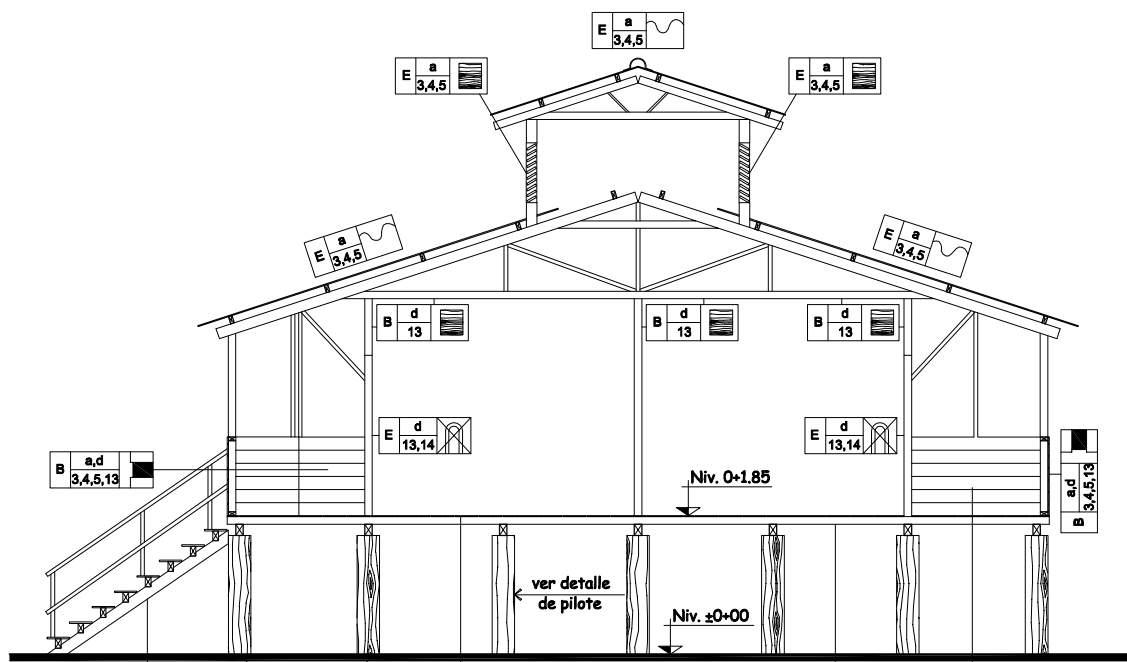 E a
3,4,5
E a
3,4,5
E a
3,4,5
E a
3,4,5
E a
3,4,5
B d
13
B d
13
B d
13
E d
13,14
E d
13,14
B a,d
3,4,5,13
B a,d
3,4,5,13
Niv. 0+1.85
ver detalle
de pilote
Niv. ±0+00